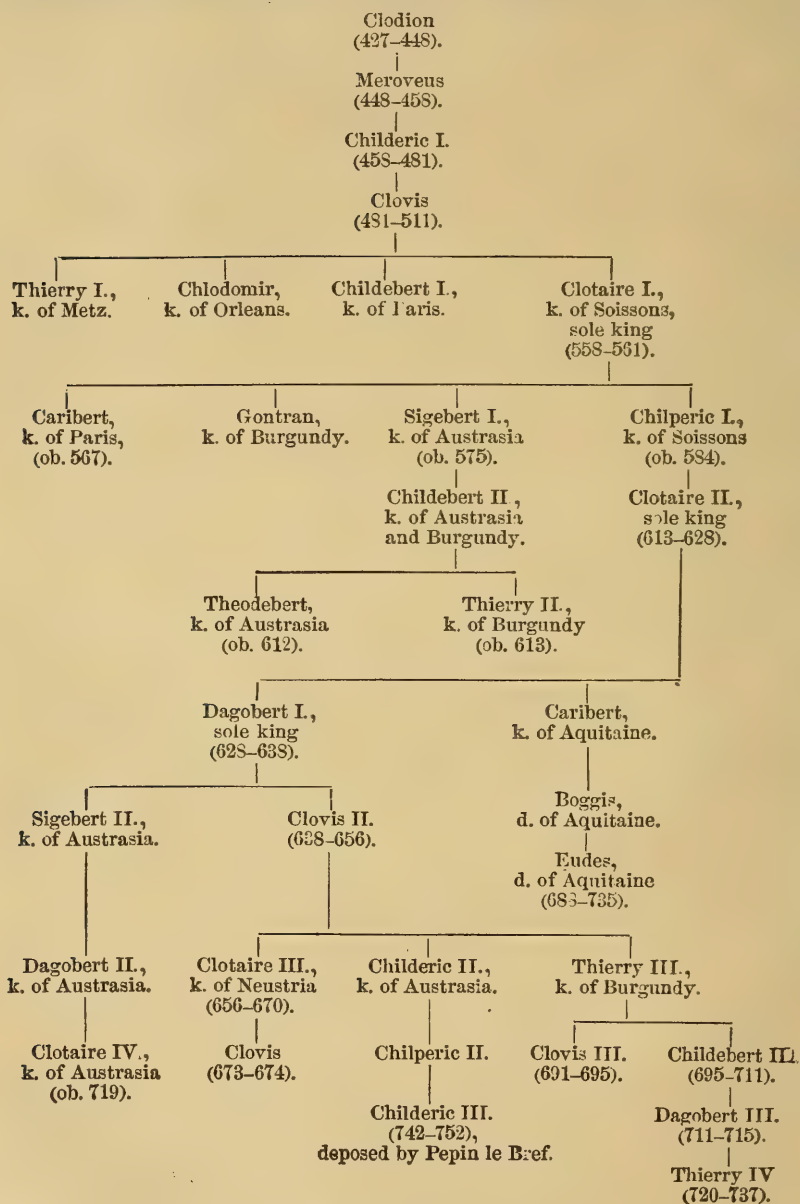 Clodion
(427–448).
Meroveus
(448–458).
Childeric I.
(458–481).
Clovis
(481–511).
Thierry I.,
k. of Metz.
Chlodomir,
k. of Orleans.
Childebert I.,
k. of Paris.
Clotaire I.,
k. of Soissons,
sole king
(558–561).
Caribert,
k. of Paris,
(ob. 567).
Gontran,
k. of Burgundy.
Sigebert I.,
k. of Austrasia
(ob. 575).
Chilperic I.,
k. of Soissons
(ob. 584).
Childebert II.,
k. of Austrasia
and Burgundy.
Clotaire II.,
sole king
(613–628).
Theodebert,
k. of Austrasia
(ob. 612).
Thierry II.,
k. of Burgundy
(ob. 613).
Dagobert I.,
sole king
(628–638).
Caribert,
k. of Aquitaine.
Sigebert II.,
k. of Austrasia.
Clovis II.
(638–656).
Boggis,
d. of Aquitaine.
Eudes,
d. of Aquitaine
(688–735).
Dagobert II.,
k. of Austrasia.
Clotaire III.,
k. of Neustria
(656–670).
Childeric II.,
k. of Austrasia.
Thierry III.,
k. of Burgundy.
Clotaire IV.,
k. of Austrasia
(ob. 719).
Clovis
(673–674).
Chilperic II.
Clovis III.
(691–695).
Childebert III.
(695–711).
Childeric III.
(742–752),
deposed by Pepin le Bref.
Dagobert III.
(711–715).
Thierry IV
(720–737).